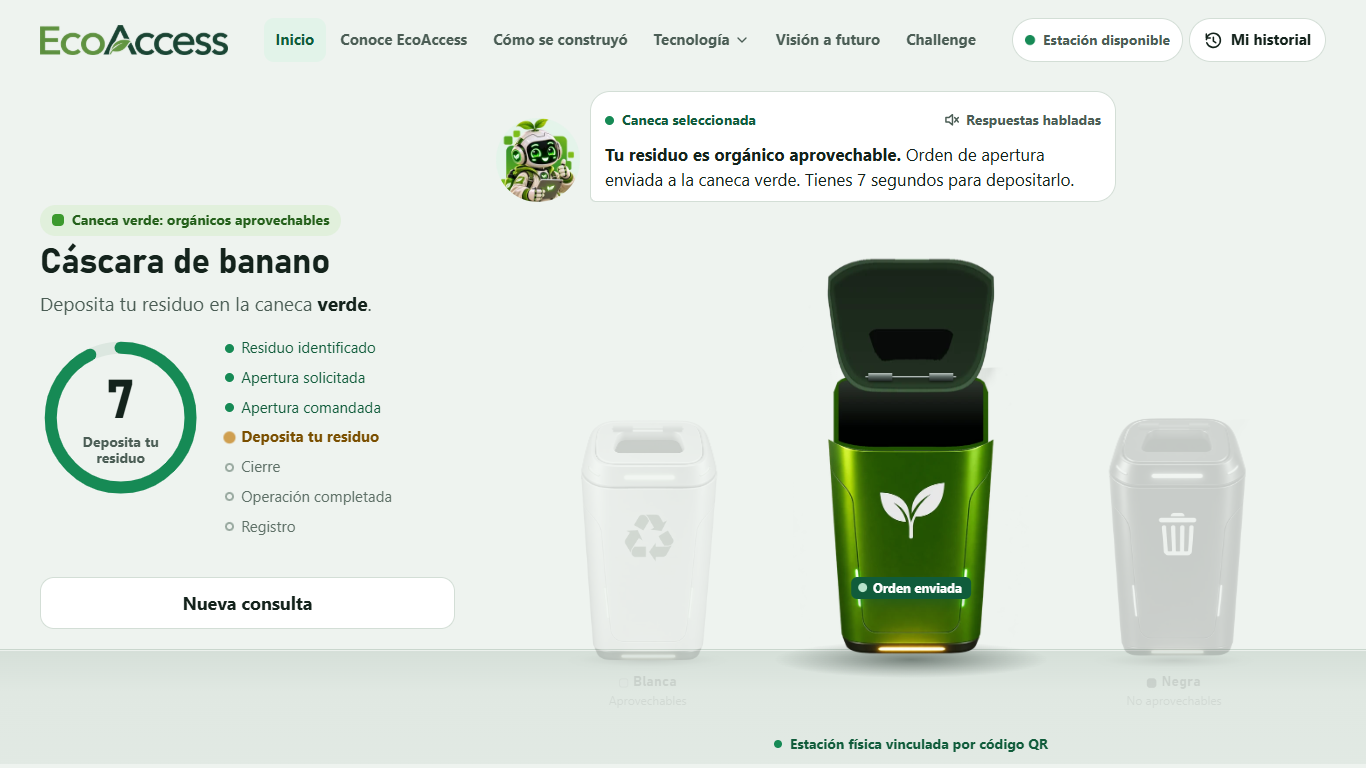 EcoAccess
Inicio
Conoce EcoAccess
Cómo se construyó
Tecnología
Visión a futuro
Challenge
Estación disponible
Mi historial
Caneca seleccionada
Respuestas habladas
Tu residuo es orgánico aprovechable. Orden de apertura
enviada a la caneca verde. Tienes 7 segundos para depositarlo.
Caneca verde: orgánicos aprovechables
Cáscara de banano
Deposita tu residuo en la caneca verde.
7
Deposita tu
residuo
Residuo identificado
Apertura solicitada
Apertura comandada
Deposita tu residuo
Cierre
Operación completada
Registro
Nueva consulta
Orden enviada
Blanca
Aprovechables
Negra
No aprovechables
Estación física vinculada por código QR